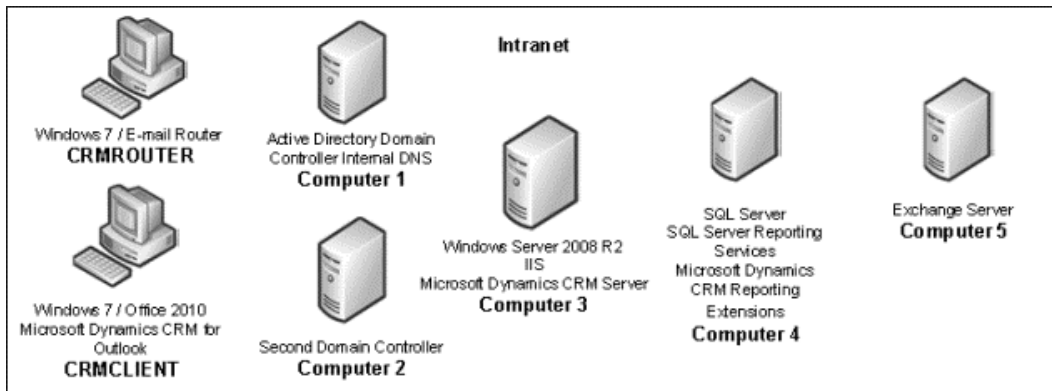 Intranet
Windows 7 / E-mail Router
CRMROUTER
Active Directory Domain
Controller Internal DNS
Computer 1
Windows Server 2008 R2
IIS
Microsoft Dynamics CRM Server
Computer 3
SQL Server
SQL Server Reporting
Services
Microsoft Dynamics
CRM Reporting
Extensions
Computer 4
Exchange Server
Computer 5
Windows 7 / Office 2010
Microsoft Dynamics CRM for
Outlook
CRMCLIENT
Second Domain Controller
Computer 2